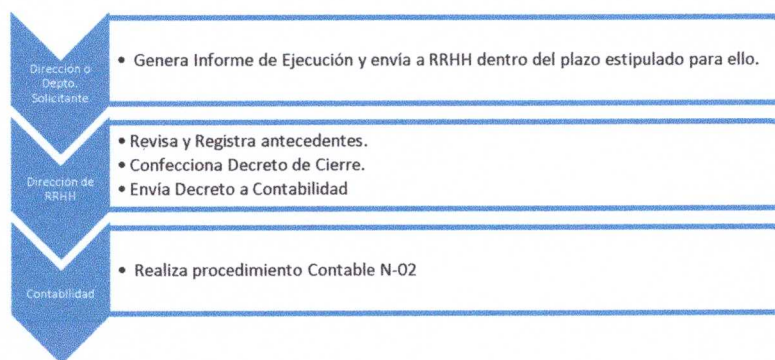 Dirección o
Depto.
Solicitante
• Genera Informe de Ejecución y envía a RRHH dentro del plazo estipulado para ello.
Dirección de
RRHH
• Revisa y Registra antecedentes.
• Confecciona Decreto de Cierre.
• Envía Decreto a Contabilidad
Contabilidad
• Realiza procedimiento Contable N-02